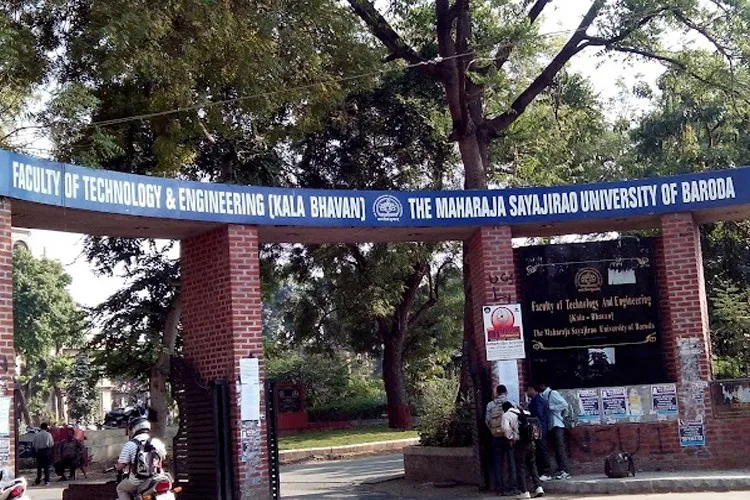 FACULTY OF TECHNOLOGY & ENGINEERING (KALA BHAVAN) THE MAHARAJA SAYAJIRAO UNIVERSITY OF BARODA
Faculty of Technology And Engineering
(Kala-Bhavan)
The Maharaja Sayajirao University of Baroda